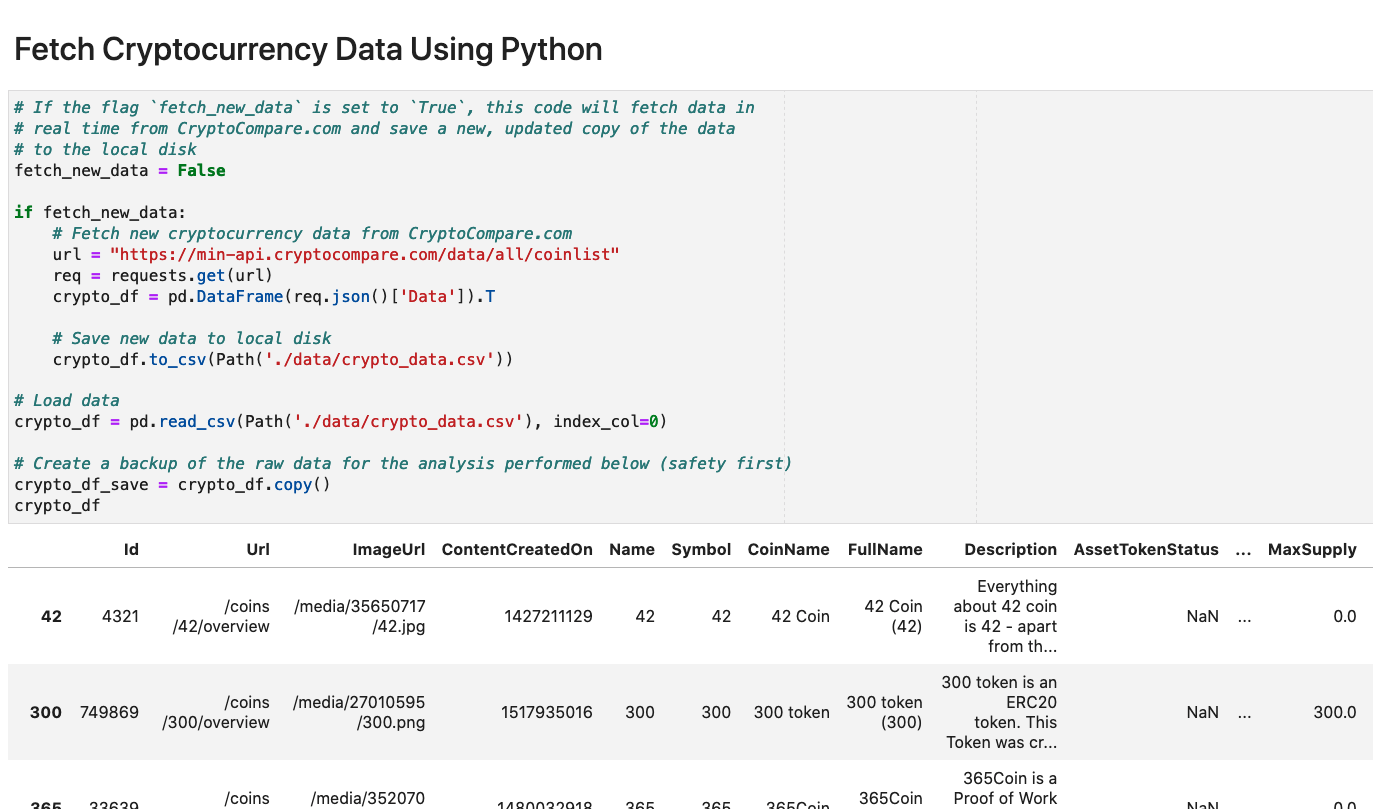 Fetch Cryptocurrency Data Using Python
# If the flag `fetch_new_data` is set to `True`, this code will fetch data in
# real time from CryptoCompare.com and save a new, updated copy of the data
# to the local disk
fetch_new_data = False

if fetch_new_data:
    # Fetch new cryptocurrency data from CryptoCompare.com
    url = "https://min-api.cryptocompare.com/data/all/coinlist"
    req = requests.get(url)
    crypto_df = pd.DataFrame(req.json()['Data']).T

    # Save new data to local disk
    crypto_df.to_csv(Path('./data/crypto_data.csv'))

# Load data
crypto_df = pd.read_csv(Path('./data/crypto_data.csv'), index_col=0)

# Create a backup of the raw data for the analysis performed below (safety first)
crypto_df_save = crypto_df.copy()
crypto_df
Id Url ImageUrl ContentCreatedOn Name Symbol CoinName FullName Description AssetTokenStatus ... MaxSupply
Everything
/coins /media/35650717 42 Coin about 42 coin
42 4321 1427211129 42 42 42 Coin NaN ... 0.0
/42/overview /42.jpg (42) is 42 - apart
from th...
300 token is an
/coins /media/27010595 300 token ERC20
300 749869 1517935016 300 300 300 token NaN ... 300.0
/300/overview /300.png (300) token. This
Token was cr...
365Coin is a
/coins /media/352070 365Coin Proof of Work
365 33639 1480032918 365 365 365Coin NaN ... 0.0